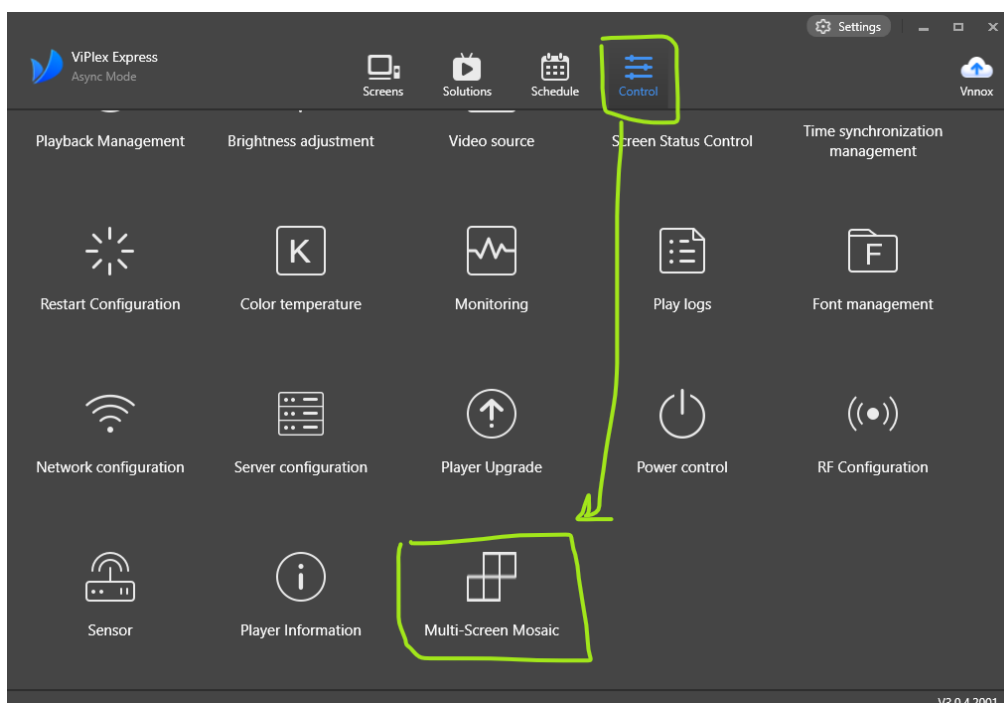 Settings
ViPlex Express
Async Mode
Screens
Solutions
Schedule
Control
Vnnox
Playback Management
Brightness adjustment
Video source
Screen Status Control
Time synchronization
management
K
F
Restart Configuration
Color temperature
Monitoring
Play logs
Font management
Network configuration
Server configuration
Player Upgrade
Power control
RF Configuration
Sensor
Player Information
Multi-Screen Mosaic